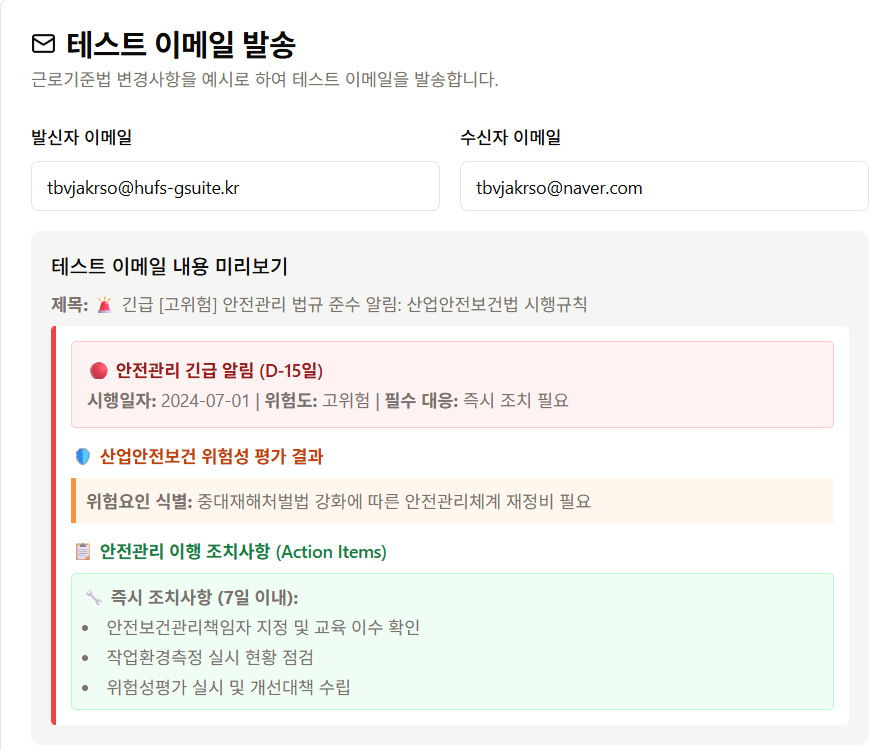 테스트 이메일 발송
근로기준법 변경사항을 예시로 하여 테스트 이메일을 발송합니다.
발신자 이메일
수신자 이메일
tbvjakrso@hufs-gsuite.kr
tbvjakrso@naver.com
테스트 이메일 내용 미리보기
제목: 🚨 긴급 [고위험] 안전관리 법규 준수 알림: 산업안전보건법 시행규칙
🔴 안전관리 긴급 알림 (D-15일)
시행일자: 2024-07-01 | 위험도: 고위험 | 필수 대응: 즉시 조치 필요
🛡️ 산업안전보건 위험성 평가 결과
위험요인 식별: 중대재해처벌법 강화에 따른 안전관리체계 재정비 필요
📋 안전관리 이행 조치사항 (Action Items)
🔧 즉시 조치사항 (7일 이내):
• 안전보건관리책임자 지정 및 교육 이수 확인
• 작업환경측정 실시 현황 점검
• 위험성평가 실시 및 개선대책 수립